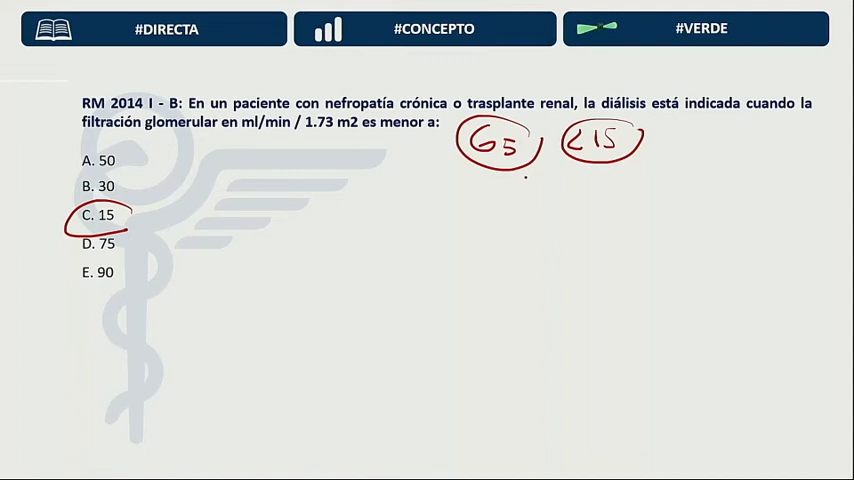 #DIRECTA
#CONCEPTO
#VERDE
RM 2014 I - B: En un paciente con nefropatía crónica o trasplante renal, la diálisis está indicada cuando la
filtración glomerular en ml/min / 1.73 m2 es menor a:
G5 <15
A. 50
B. 30
C. 15
D. 75
E. 90